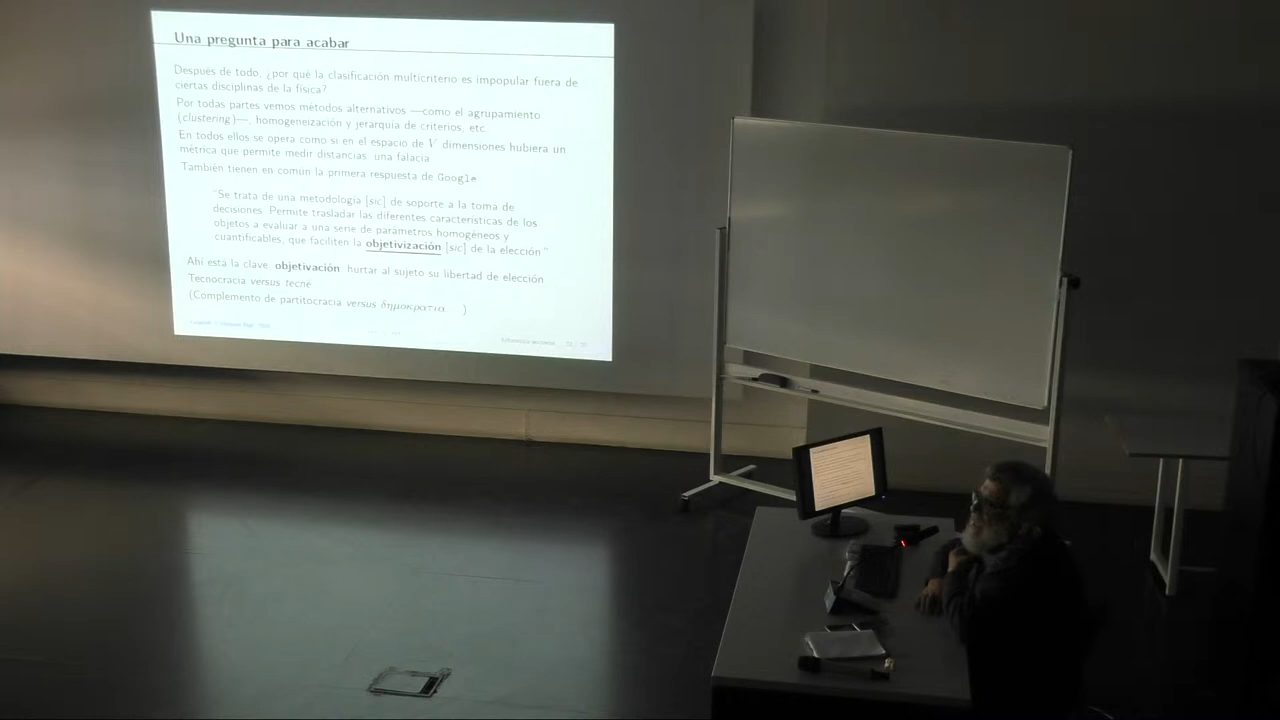 Una pregunta para acabar
Después de todo, ¿por qué la clasificación multicriterio es impopular fuera de
ciertas disciplinas de la física?
Por todas partes vemos métodos alternativos —como el agrupamiento
(clustering)—, homogeneización y jerarquía de criterios, etc.
En todos ellos se opera como si en el espacio de V dimensiones hubiera un
métrica que permite medir distancias: una falacia
También tienen en común la primera respuesta de Google
"Se trata de una metodología [sic] de soporte a la toma de
decisiones. Permite trasladar las diferentes características de los
objetos a evaluar a una serie de parámetros homogéneos y
cuantificables, que faciliten la objetivización [sic] de la elección"
Ahí está la clave objetivación hurtar al sujeto su libertad de elección
Tecnocracia versus tecné
(Complemento de partitocracia versus δημοκρατια )